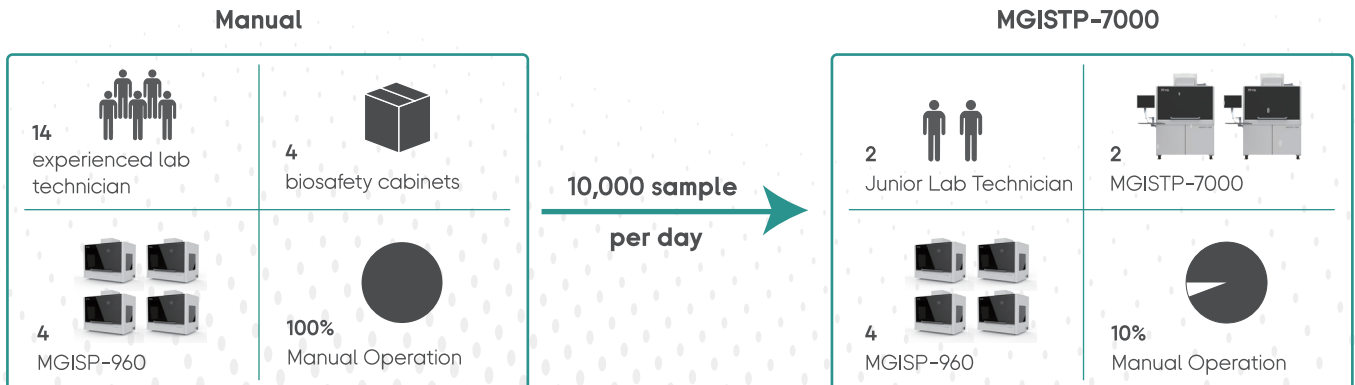 Manual
14
experienced lab
technician
4
biosafety cabinets
4
MGISP-960
100%
Manual Operation
10,000 sample
per day
MGISTP-7000
2
Junior Lab Technician
2
MGISTP-7000
4
MGISP-960
10%
Manual Operation